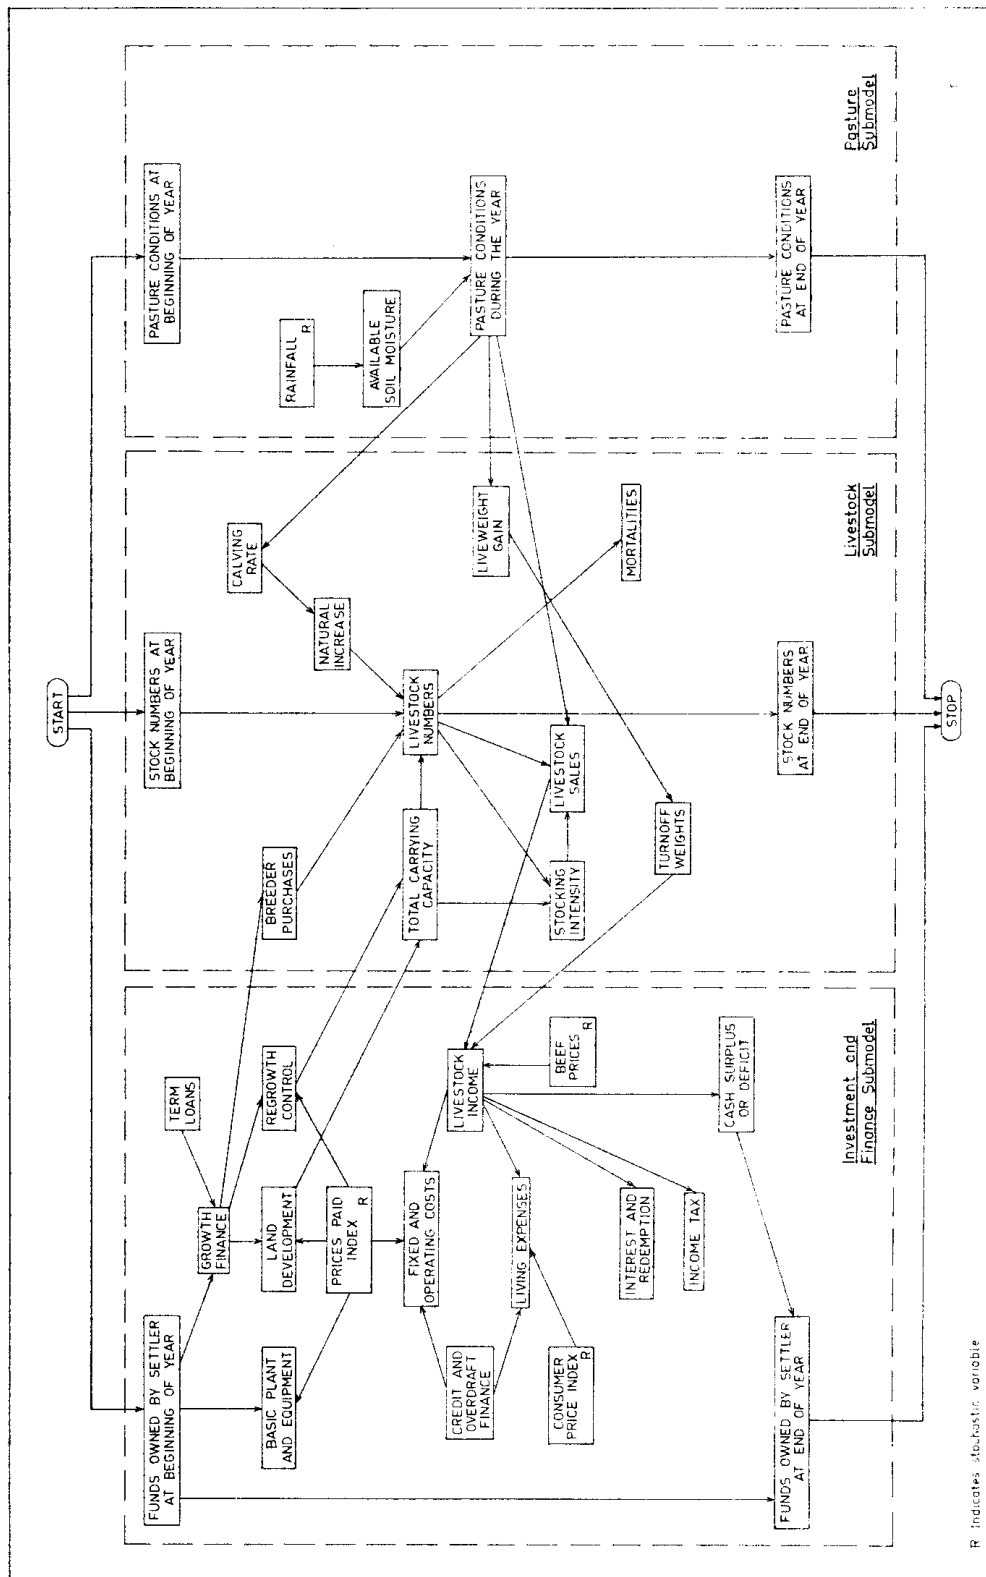 START
FUNDS OWNED BY SETTLER
AT BEGINNING OF YEAR
STOCK NUMBERS AT
BEGINNING OF YEAR
PASTURE CONDITIONS AT
BEGINNING OF YEAR
TERM
LOANS
GROWTH
FINANCE
BASIC PLANT
AND EQUIPMENT
LAND
DEVELOPMENT
REGROWTH
CONTROL
BREEDER
PURCHASES
CALVING
RATE
RAINFALL
R
NATURAL
INCREASE
PRICES PAID
INDEX
R
AVAILABLE
SOIL MOISTURE
FIXED AND
OPERATING COSTS
TOTAL CARRYING
CAPACITY
LIVESTOCK
NUMBERS
CREDIT AND
OVERDRAFT
FINANCE
LIVESTOCK
INCOME
LIVEWEIGHT
GAIN
PASTURE CONDITIONS
DURING THE YEAR
LIVING EXPENSES
CONSUMER
PRICE INDEX
R
BEEF
PRICES
R
STOCKING
INTENSITY
LIVESTOCK
SALES
INTEREST AND
REDEMPTION
MORTALITIES
INCOME TAX
TURNOFF
WEIGHTS
CASH SURPLUS
OR DEFICIT
FUNDS OWNED BY SETTLER
AT END OF YEAR
STOCK NUMBERS
AT END OF YEAR
PASTURE CONDITIONS
AT END OF YEAR
Investment and
Finance Submodel
Livestock
Submodel
Pasture
Submodel
STOP
R Indicates stochastic variable